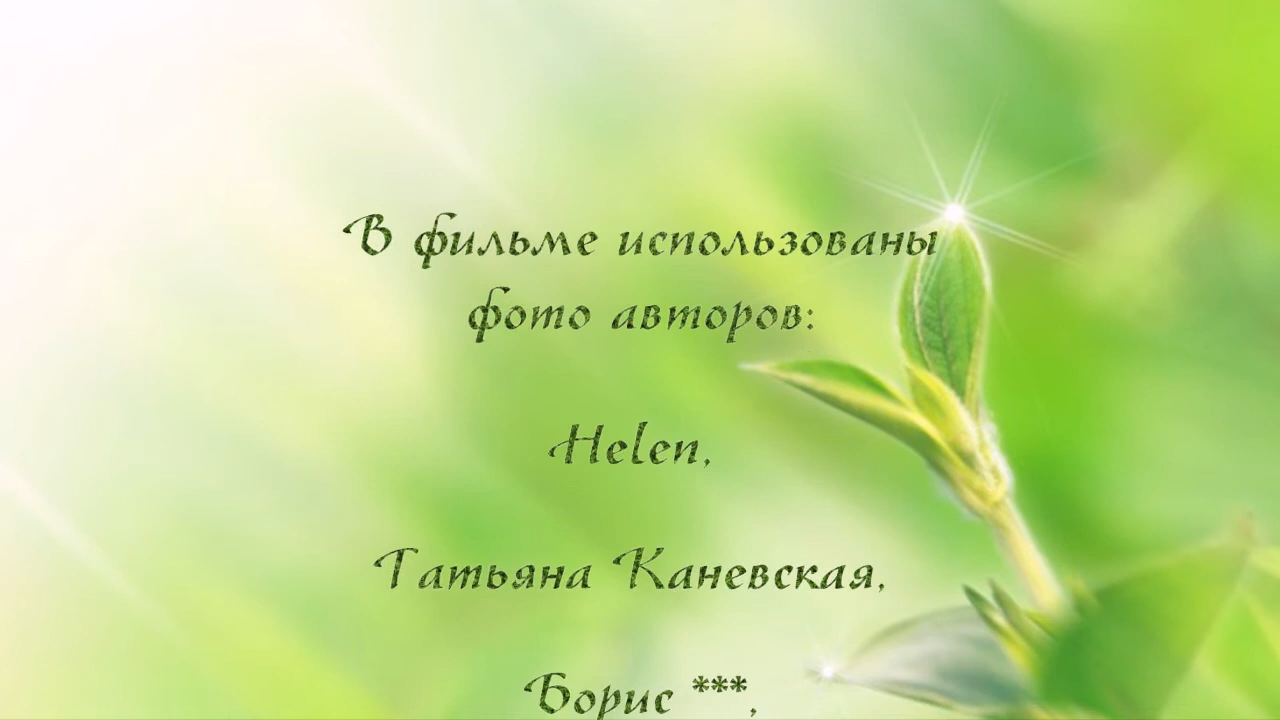 В фильме использованы
фото авторов:
Helen,
Татьяна Каневская,
Борис ***,